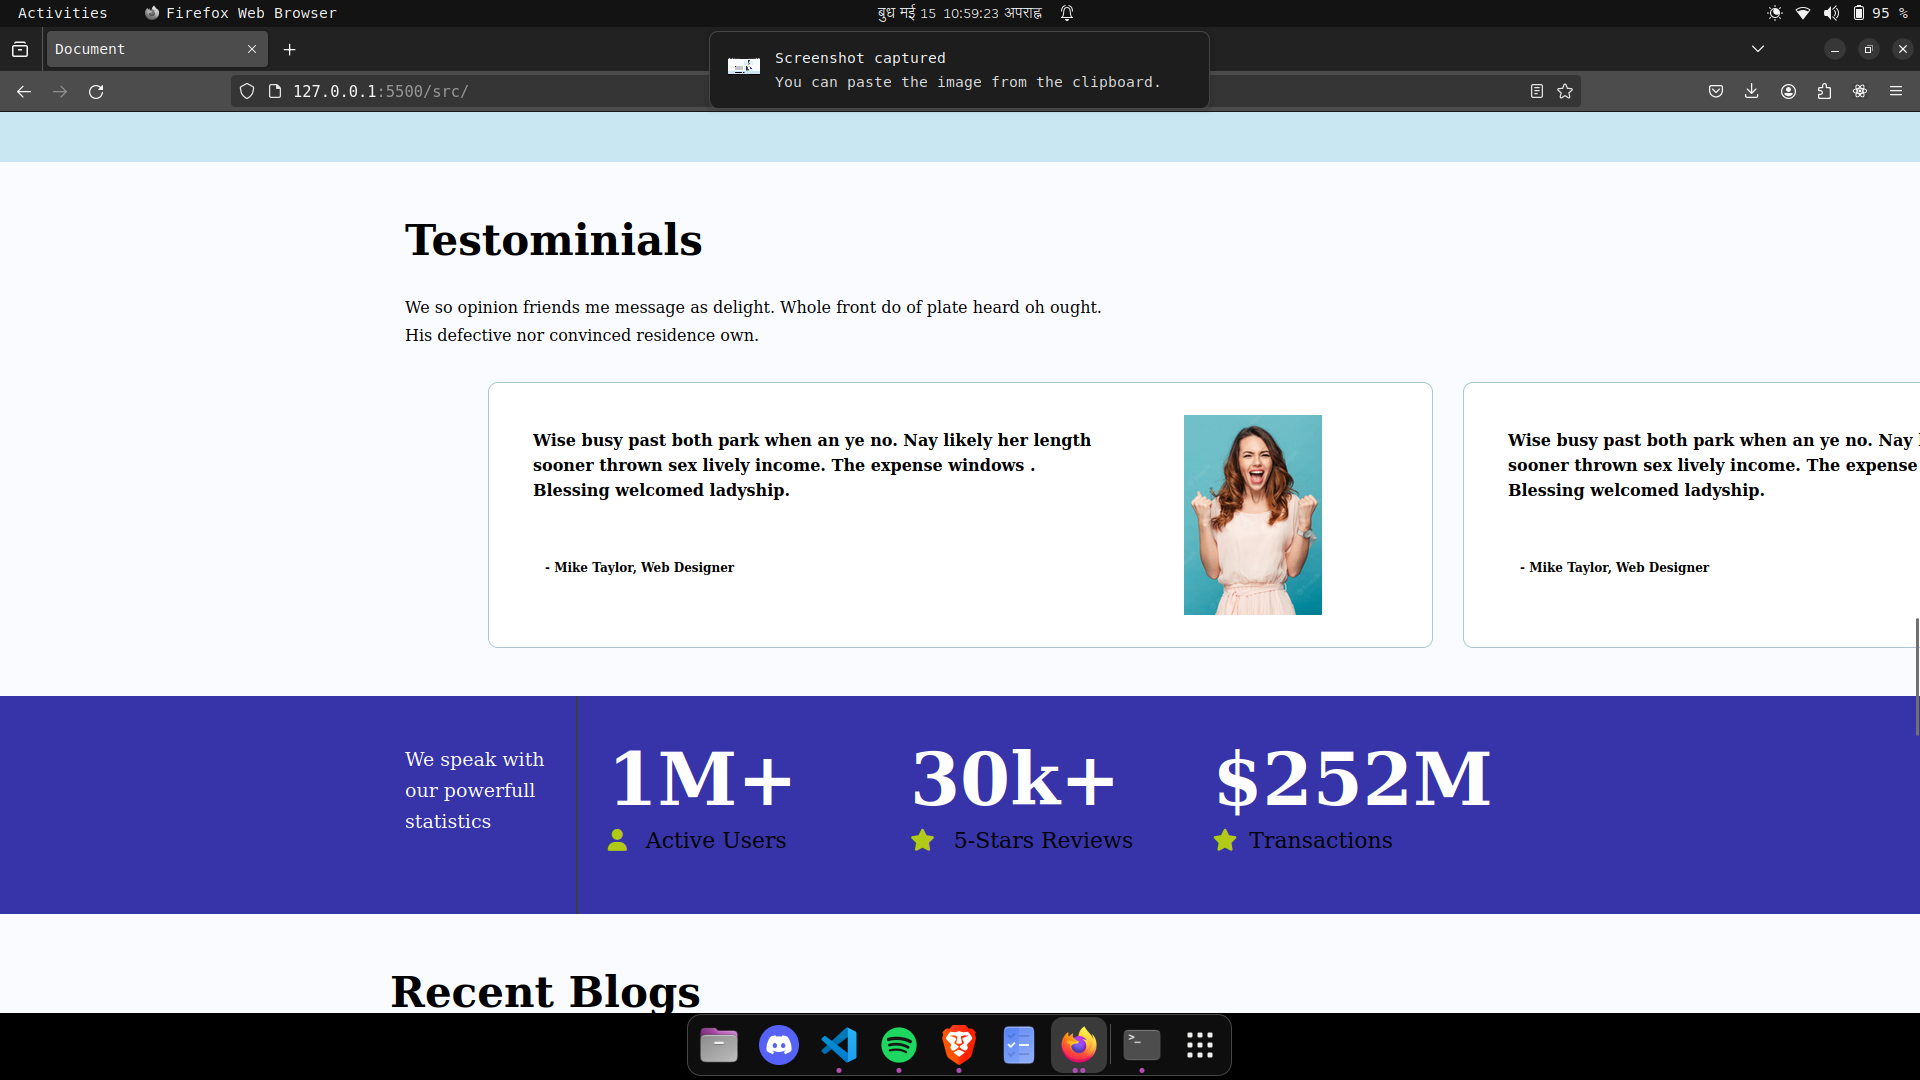 Activities
Firefox Web Browser
बुध मई 15 10:59:23 अपराह्न
95 %
Document
Screenshot captured
You can paste the image from the clipboard.
127.0.0.1:5500/src/
Testominials
We so opinion friends me message as delight. Whole front do of plate heard oh ought.
His defective nor convinced residence own.
Wise busy past both park when an ye no. Nay likely her length
sooner thrown sex lively income. The expense windows .
Blessing welcomed ladyship.
- Mike Taylor, Web Designer
Wise busy past both park when an ye no. Nay
sooner thrown sex lively income. The expense
Blessing welcomed ladyship.
- Mike Taylor, Web Designer
We speak with
our powerfull
statistics
1M+
Active Users
30k+
5-Stars Reviews
$252M
Transactions
Recent Blogs